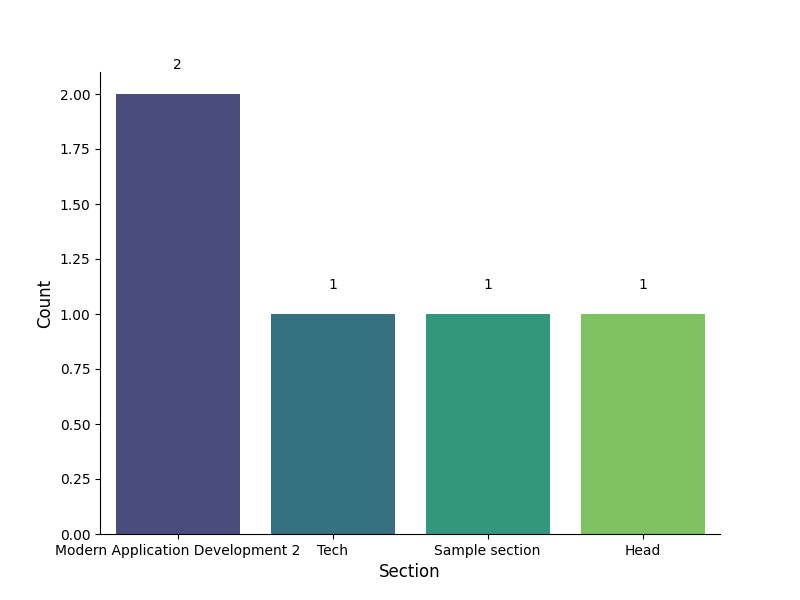 2
2.00
1.75
1.50
1.25
1 1 1
1.00
0.75
0.50
0.25
0.00
Count
Modern Application Development 2 Tech Sample section Head
Section